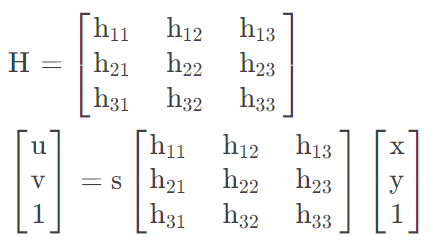 H = [h₁₁ h₁₂ h₁₃
h₂₁ h₂₂ h₂₃
h₃₁ h₃₂ h₃₃]
[u v 1] = s [h₁₁ h₁₂ h₁₃ [x
h₂₁ h₂₂ h₂₃ y
h₃₁ h₃₂ h₃₃] 1]